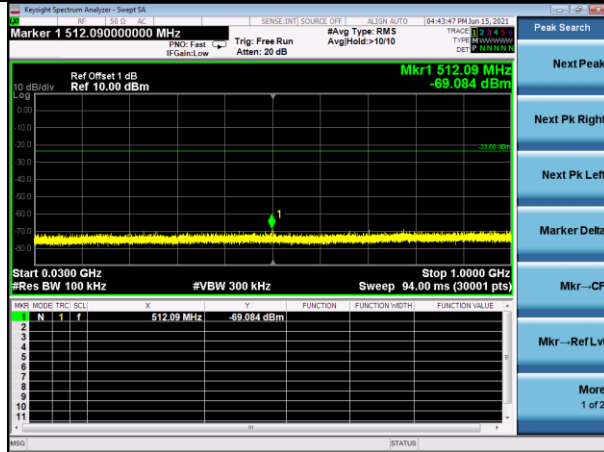 Keysight Spectrum Analyzer - Swept SA
RF 50 Ω AC SENSE:INT SOURCE OFF ALIGN AUTO 04:43:47 PM Jun 15, 2021
Marker 1 512.090000000 MHz
PNO: Fast
IFGain:Low
Trig: Free Run
Atten: 20 dB
#Avg Type: RMS
Avg|Hold:>10/10
TRACE 1 2 3 4 5 6
TYPE MWWWWW
DET P NNNNN
Peak Search
Next Peak
Next Pk Right
Next Pk Left
Marker Delta
Mkr→CF
Mkr→Ref Lvl
More
1 of 2
Mkr1 512.09 MHz
-69.084 dBm
Ref Offset 1 dB
10 dB/div Ref 10.00 dBm
Log
0.00
-10.0
-20.0
-23.68 dBm
-30.0
-40.0
-50.0
-60.0
-70.0
-80.0
1
Start 0.0300 GHz Stop 1.0000 GHz
#Res BW 100 kHz #VBW 300 kHz Sweep 94.00 ms (30001 pts)
MKR MODE TRC SCL X Y FUNCTION FUNCTION WIDTH FUNCTION VALUE
1 N 1 f 512.09 MHz -69.084 dBm
2
3
4
5
6
7
8
9
10
11
MSG STATUS